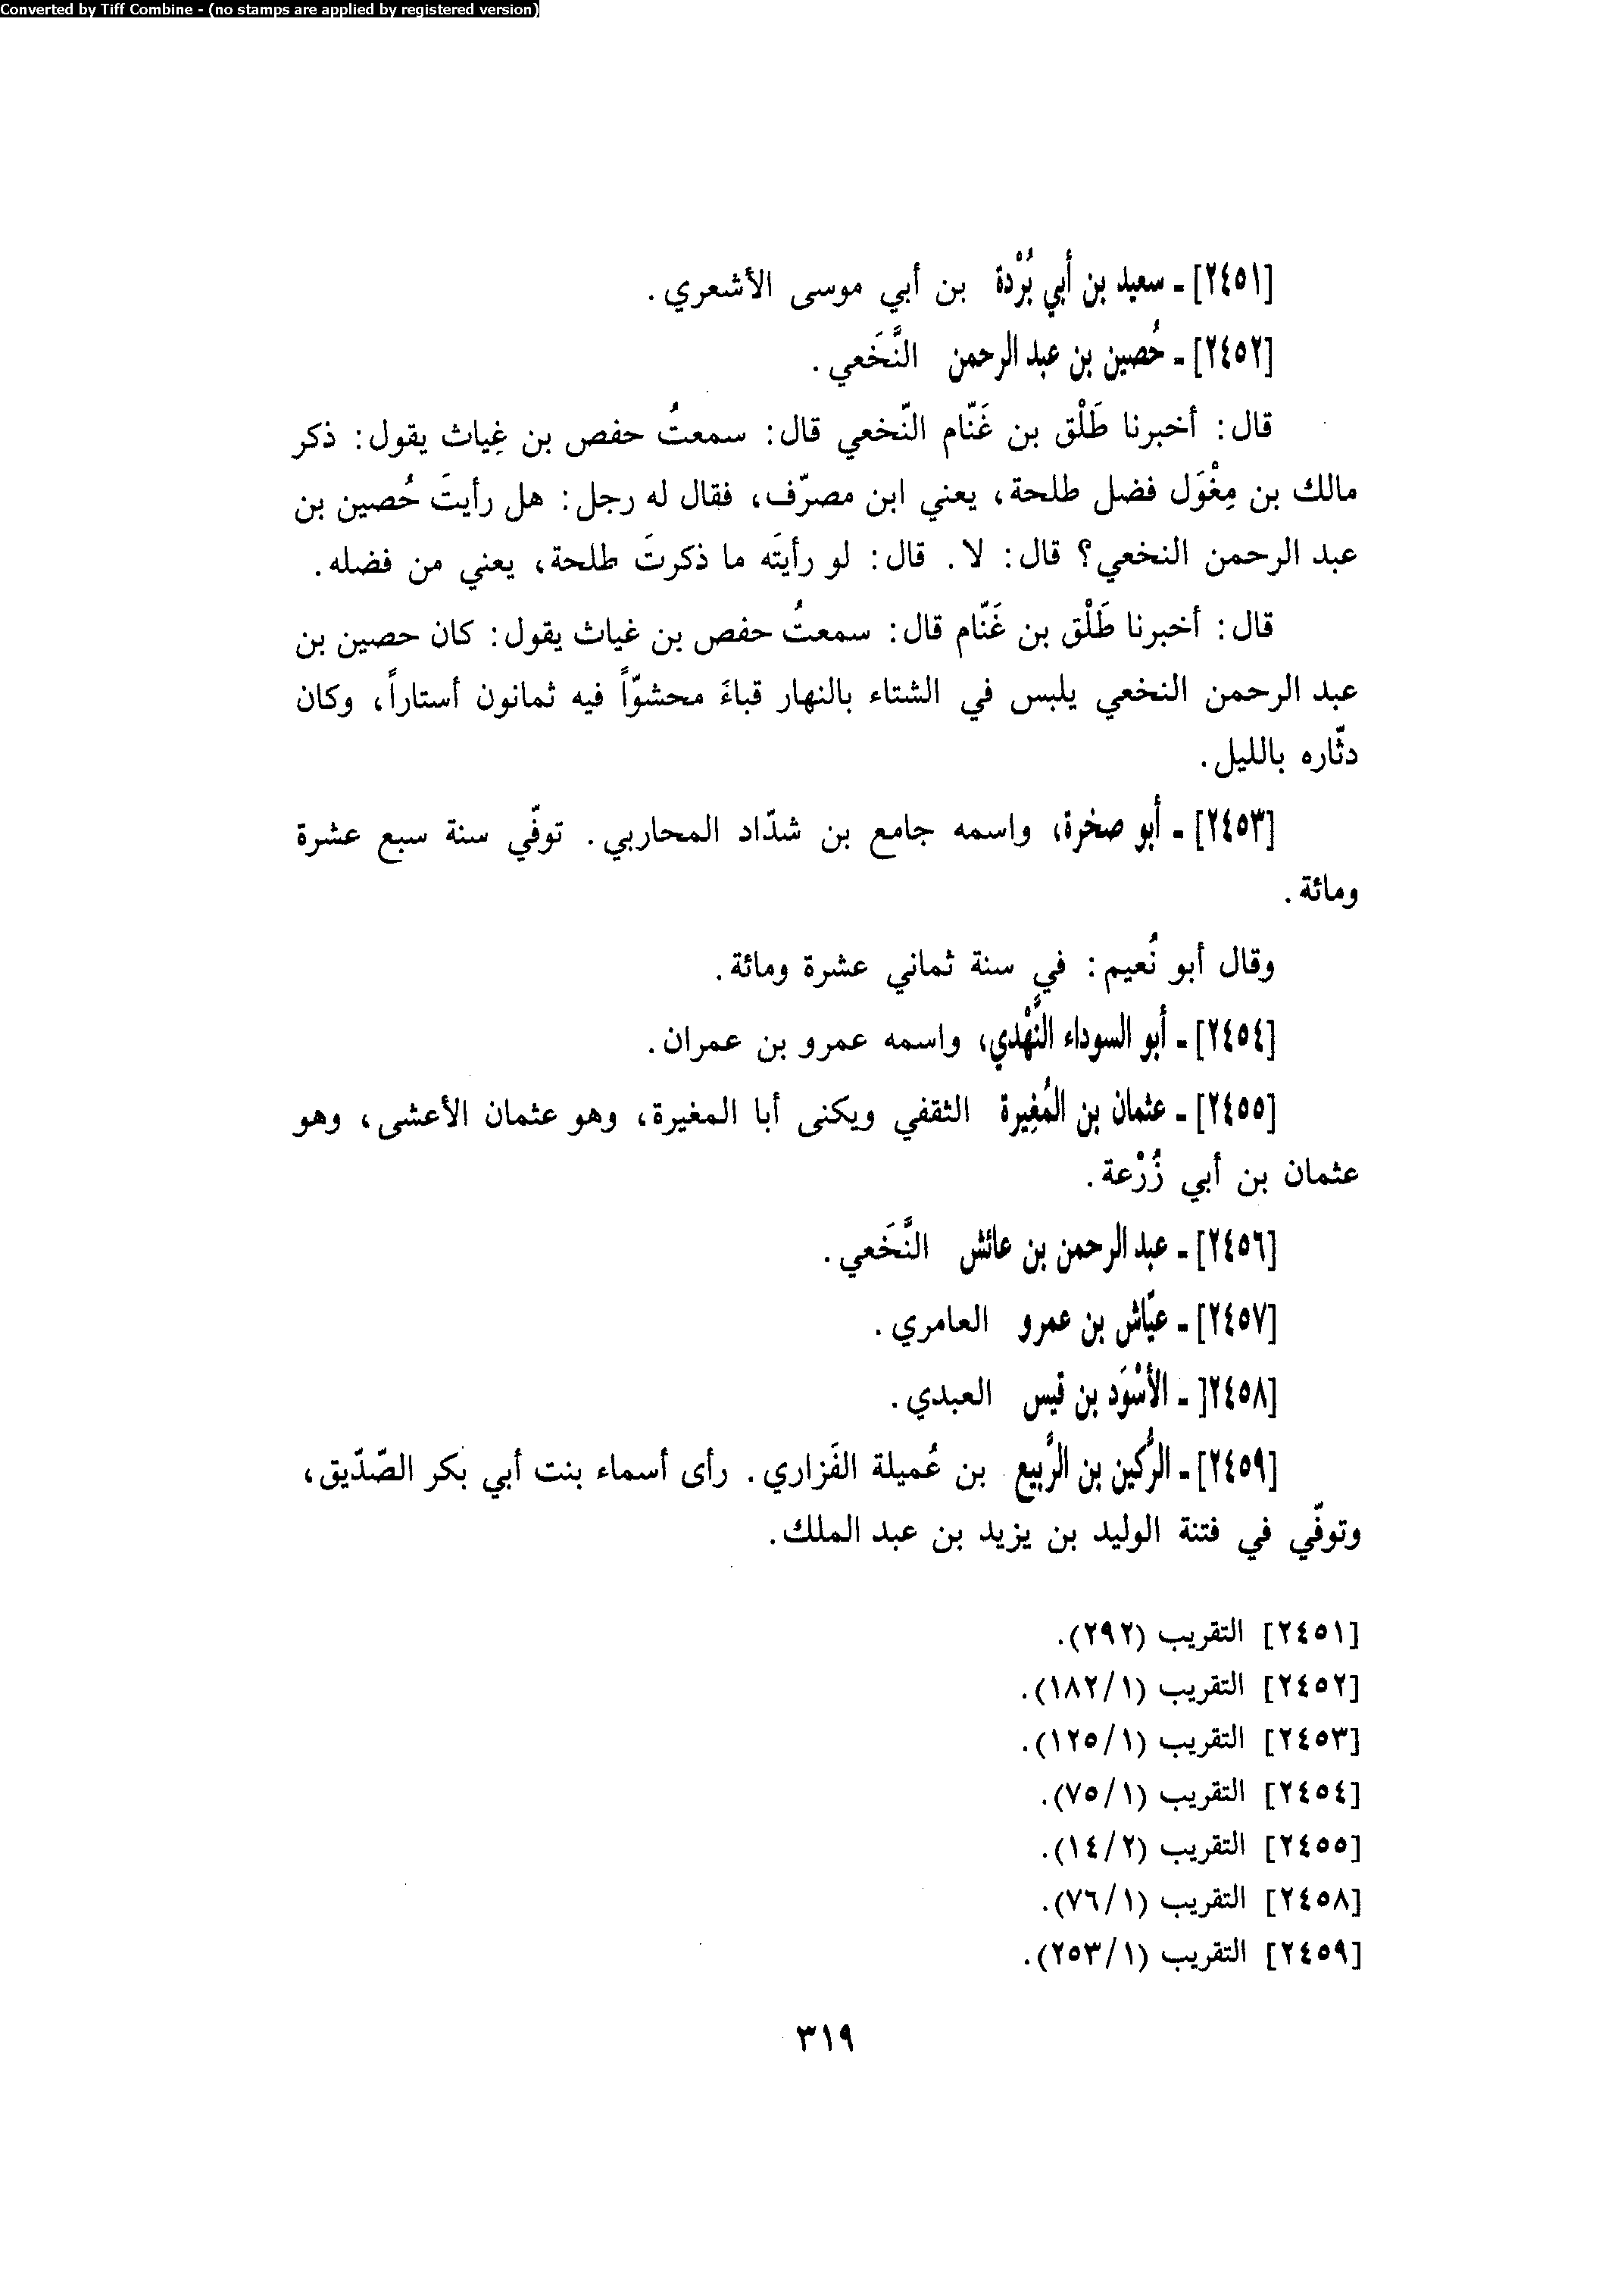 Converted by Tiff Combine - (no stamps are applied by registered version)
[٢٤٥١] ـ سعيد بن أبي بُرْدة بن أبي موسى الأشعري.
[٢٤٥٢] ـ حُصين بن عبد الرحمن النَّخَعي.
قال: أخبرنا طَلْق بن غَنّام النّخعي قال: سمعتُ حفص بن غِياث يقول: ذكر
مالك بن مِغْوَل فضل طلحة، يعني ابن مصرّف، فقال له رجل: هل رأيتَ حُصين بن
عبد الرحمن النخعي؟ قال: لا. قال: لو رأيتَه ما ذكرتَ طلحة، يعني من فضله.
قال: أخبرنا طَلْق بن غَنّام قال: سمعتُ حفص بن غياث يقول: كان حصين بن
عبد الرحمن النخعي يلبس في الشتاء بالنهار قباءً محشوّاً فيه ثمانون أستاراً، وكان
دثّاره بالليل.
[٢٤٥٣] ـ أبو صخرة، واسمه جامع بن شدّاد المحاربي. توفّي سنة سبع عشرة
ومائة.
وقال أبو نُعيم: في سنة ثماني عشرة ومائة.
[٢٤٥٤] ـ أبو السوداء النَّهْدي، واسمه عمرو بن عمران.
[٢٤٥٥] ـ عثمان بن المُغِيرة الثقفي ويكنى أبا المغيرة، وهو عثمان الأعشى، وهو
عثمان بن أبي زُرْعة.
[٢٤٥٦] ـ عبد الرحمن بن عائش النَّخَعي.
[٢٤٥٧] ـ عيّاش بن عمرو العامري.
[٢٤٥٨[ ـ الأسْوَد بن قيس العبدي.
[٢٤٥٩] ـ الرُّكين بن الرَّبيع بن عُميلة الفَزاري. رأى أسماء بنت أبي بكر الصّدّيق،
وتوفّي في فتنة الوليد بن يزيد بن عبد الملك.
[٢٤٥١] التقريب (٢٩٢).
[٢٤٥٢] التقريب (١/ ١٨٢).
[٢٤٥٣] التقريب (١/ ١٢٥).
[٢٤٥٤] التقريب (١/ ٧٥).
[٢٤٥٥] التقريب (٢/ ١٤).
[٢٤٥٨] التقريب (١/ ٧٦).
[٢٤٥٩] التقريب (١/ ٢٥٣).
٣١٩